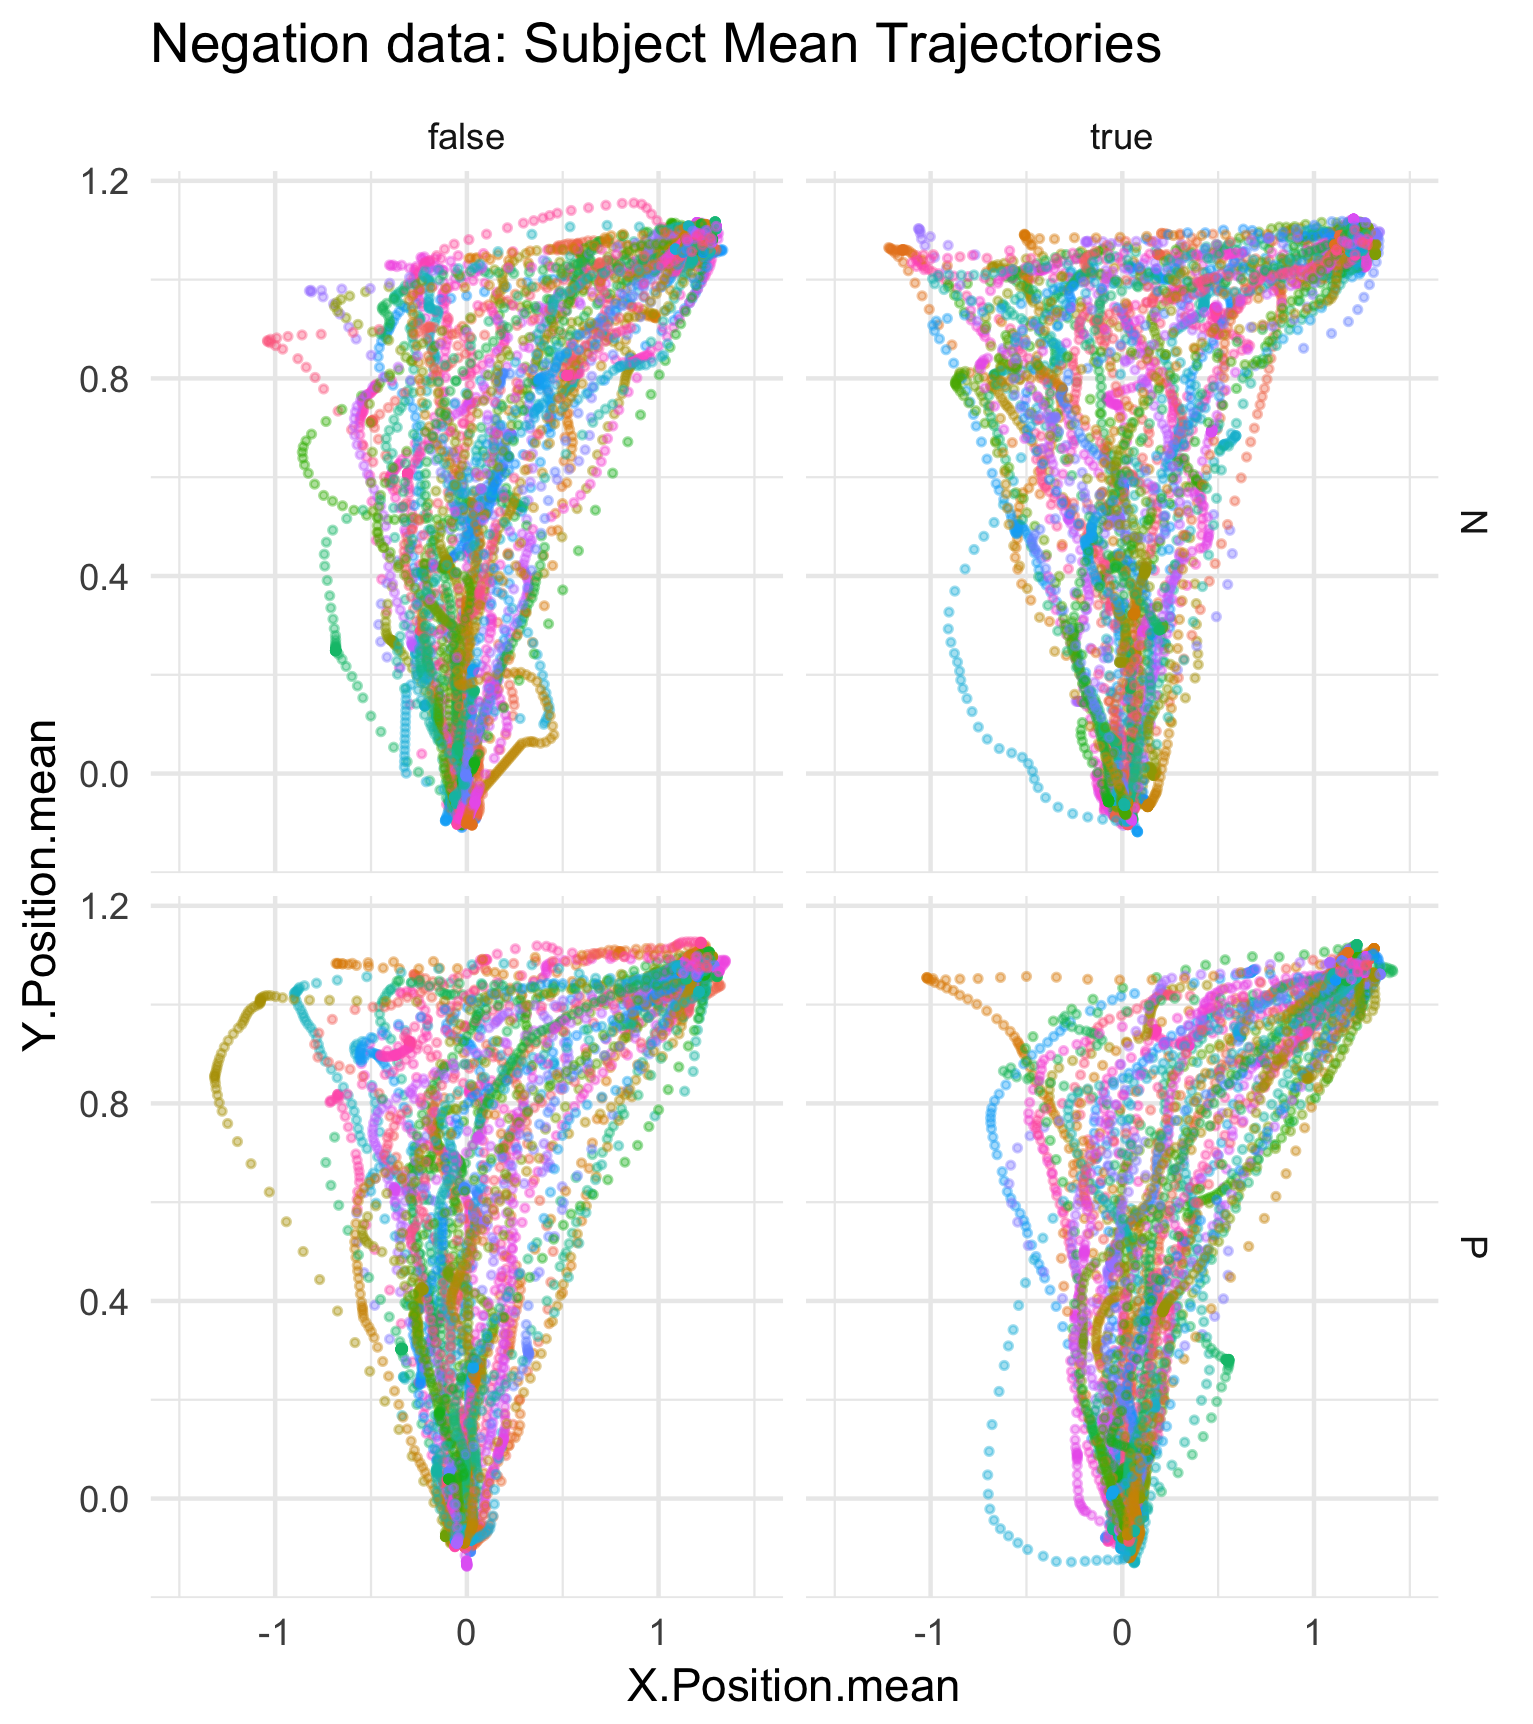 Negation data: Subject Mean Trajectories
false
true
1.2
0.8
0.4
0.0
N
1.2
0.8
0.4
0.0
P
-1
0
1
-1
0
1
X.Position.mean
Y.Position.mean